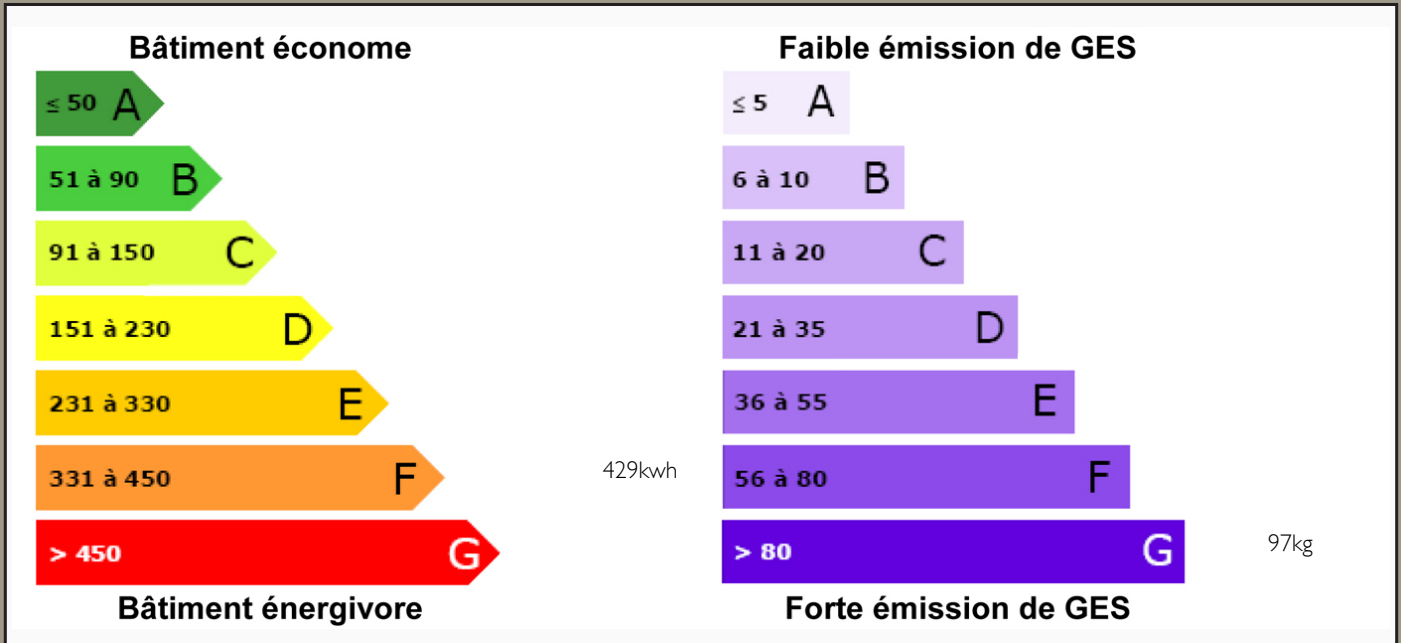 Bâtiment économe
≤ 50 A
51 à 90 B
91 à 150 C
151 à 230 D
231 à 330 E
331 à 450 F
429kwh
> 450 G
Bâtiment énergivore
Faible émission de GES
≤ 5 A
6 à 10 B
11 à 20 C
21 à 35 D
36 à 55 E
56 à 80 F
> 80 G
97kg
Forte émission de GES